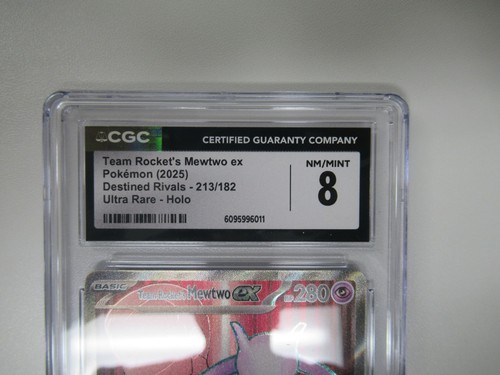 CGC CERTIFIED GUARANTY COMPANY
Team Rocket's Mewtwo ex
Pokémon (2025)
Destined Rivals - 213/182
Ultra Rare - Holo
NM/MINT
8
6095996011
BASIC
Team Rocket's Mewtwo ex HP 280